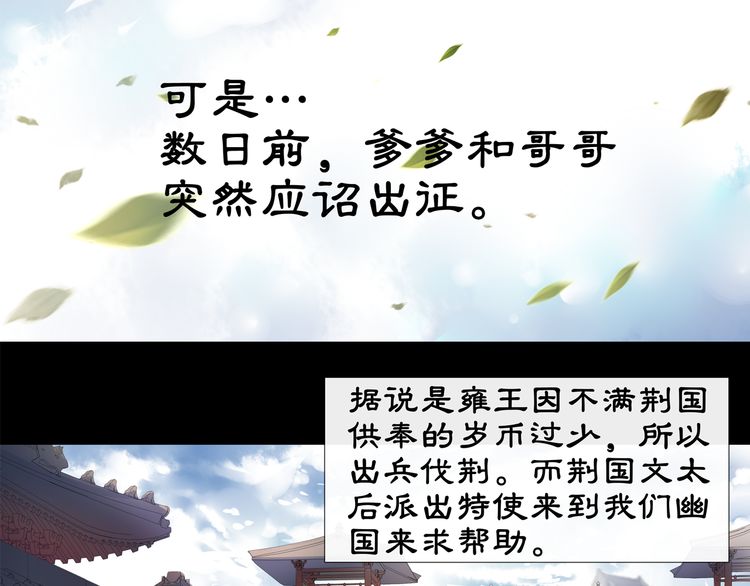 可是…
数日前，爹爹和哥哥
突然应诏出征。
据说是雍王因不满荆国
供奉的岁币过少，所以
出兵伐荆。而荆国文太
后派出特使来到我们幽
国来求帮助。